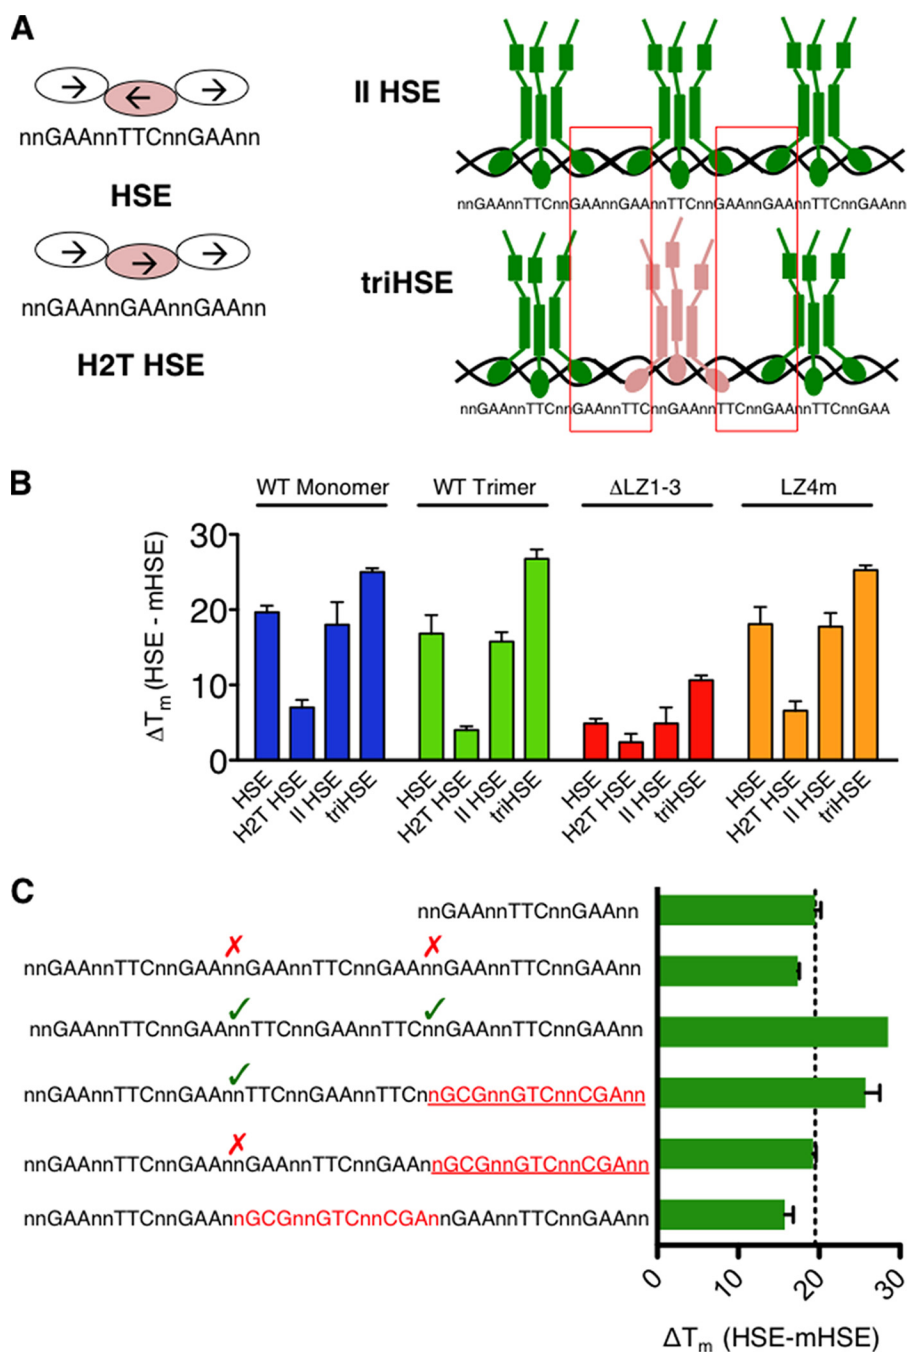 A
nnGAAnnTTCnnGAAnn
HSE
nnGAAnnGAAnnGAAnn
H2T HSE
II HSE
nnGAAnnTTCnnGAAnnGAAnnTTCnnGAAnnGAAnnTTCnnGAAnn
triHSE
nnGAAnnTTCnnGAAnnTTCnnGAAnnTTCnnGAAnnTTCnnGAA
B
WT Monomer WT Trimer ΔLZ1-3 LZ4m
ΔTm (HSE - mHSE)
30
20
10
0
HSE H2T HSE II HSE triHSE HSE H2T HSE II HSE triHSE HSE H2T HSE II HSE triHSE HSE H2T HSE II HSE triHSE
C
nnGAAnnTTCnnGAAnn
✗ ✗
nnGAAnnTTCnnGAAnnGAAnnTTCnnGAAnnGAAnnTTCnnGAAnn
✓ ✓
nnGAAnnTTCnnGAAnnTTCnnGAAnnTTCnnGAAnnTTCnnGAAnn
✓
nnGAAnnTTCnnGAAnnTTCnnGAAnnTTCnnGCGnnGTCnnCGAnn
✗
nnGAAnnTTCnnGAAnnGAAnnTTCnnGAAnnGCGnnGTCnnCGAnn
nnGAAnnTTCnnGAAnnGCGnnGTCnnCGAnnGAAnnTTCnnGAAnn
0 10 20 30
ΔTm (HSE-mHSE)